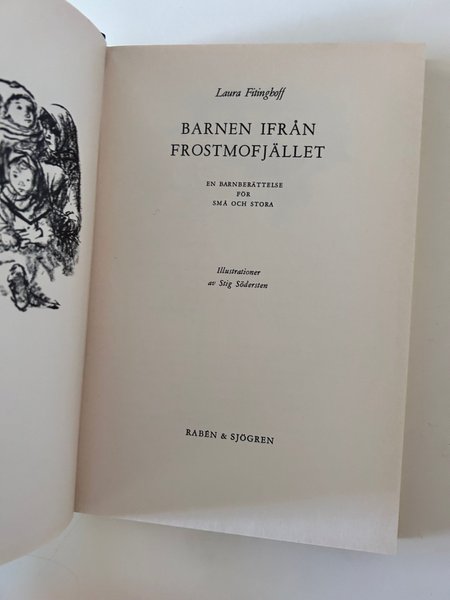 Laura Fitinghoff
BARNEN IFRÅN
FROSTMOFJÄLLET
EN BARNBERÄTTELSE
FÖR
SMÅ OCH STORA
Illustrationer
av Stig Södersten
RABÉN & SJÖGREN